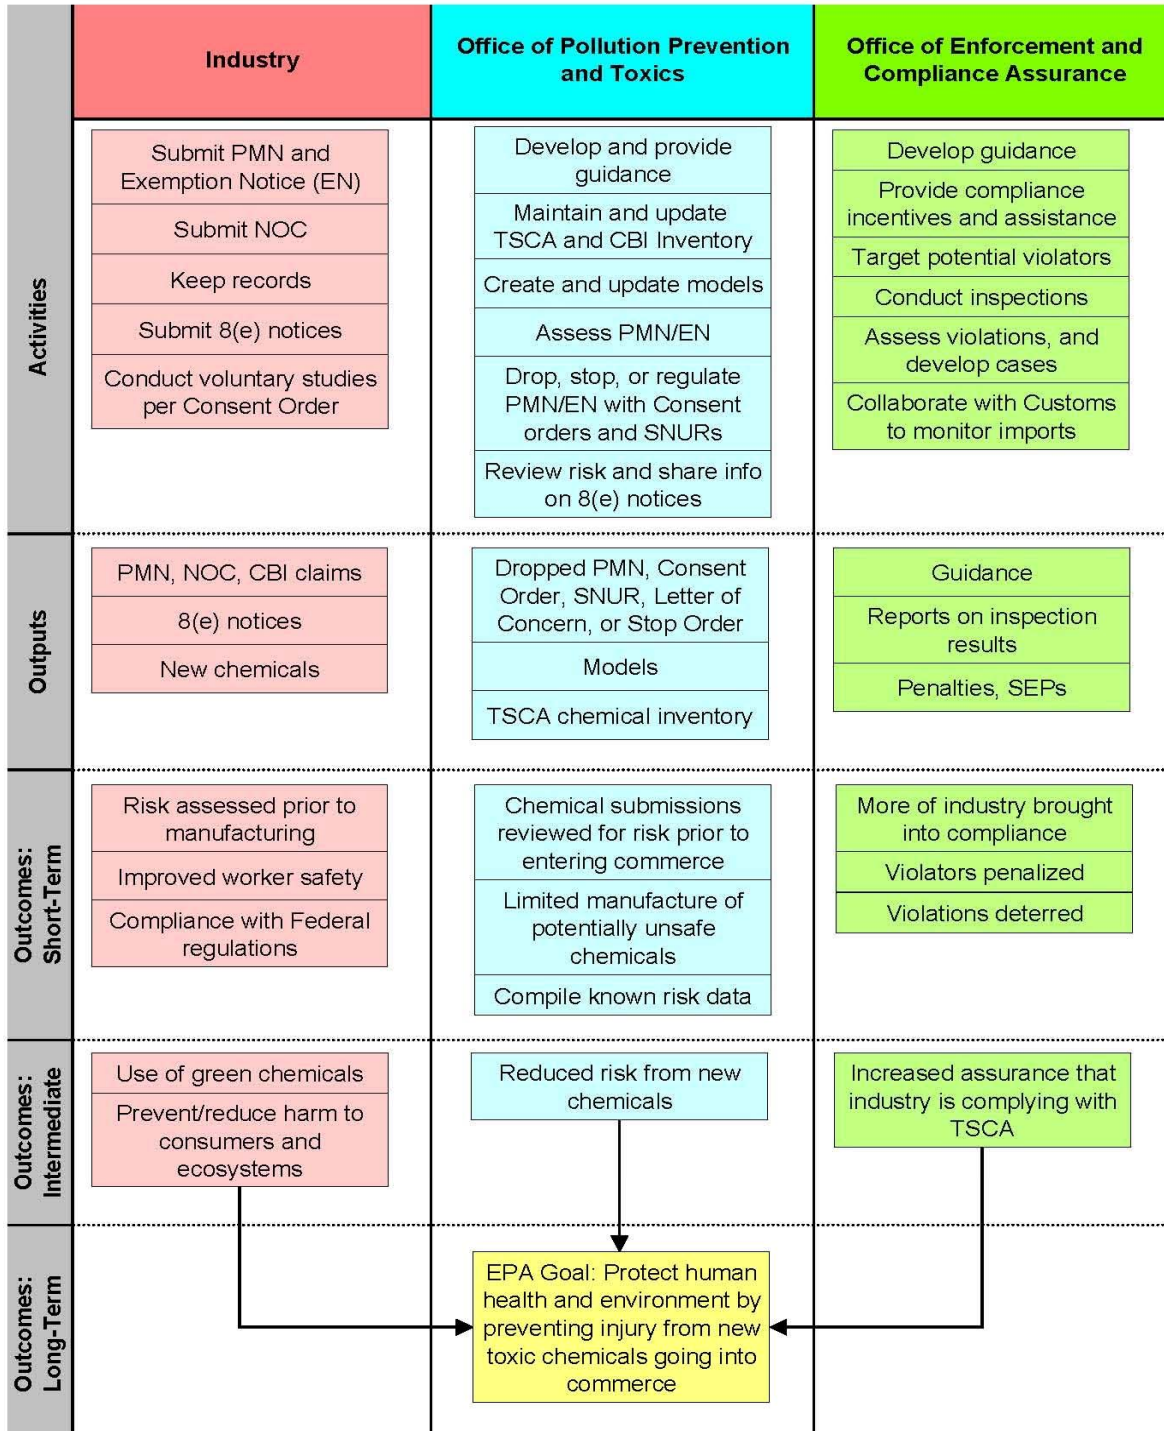 Industry
Office of Pollution Prevention
and Toxics
Office of Enforcement and
Compliance Assurance
Activities
Submit PMN and
Exemption Notice (EN)
Submit NOC
Keep records
Submit 8(e) notices
Conduct voluntary studies
per Consent Order
Develop and provide
guidance
Maintain and update
TSCA and CBI Inventory
Create and update models
Assess PMN/EN
Drop, stop, or regulate
PMN/EN with Consent
orders and SNURs
Review risk and share info
on 8(e) notices
Develop guidance
Provide compliance
incentives and assistance
Target potential violators
Conduct inspections
Assess violations, and
develop cases
Collaborate with Customs
to monitor imports
Outputs
PMN, NOC, CBI claims
8(e) notices
New chemicals
Dropped PMN, Consent
Order, SNUR, Letter of
Concern, or Stop Order
Models
TSCA chemical inventory
Guidance
Reports on inspection
results
Penalties, SEPs
Outcomes:
Short-Term
Risk assessed prior to
manufacturing
Improved worker safety
Compliance with Federal
regulations
Chemical submissions
reviewed for risk prior to
entering commerce
Limited manufacture of
potentially unsafe
chemicals
Compile known risk data
More of industry brought
into compliance
Violators penalized
Violations deterred
Outcomes:
Intermediate
Use of green chemicals
Prevent/reduce harm to
consumers and
ecosystems
Reduced risk from new
chemicals
Increased assurance that
industry is complying with
TSCA
Outcomes:
Long-Term
EPA Goal: Protect human
health and environment by
preventing injury from new
toxic chemicals going into
commerce